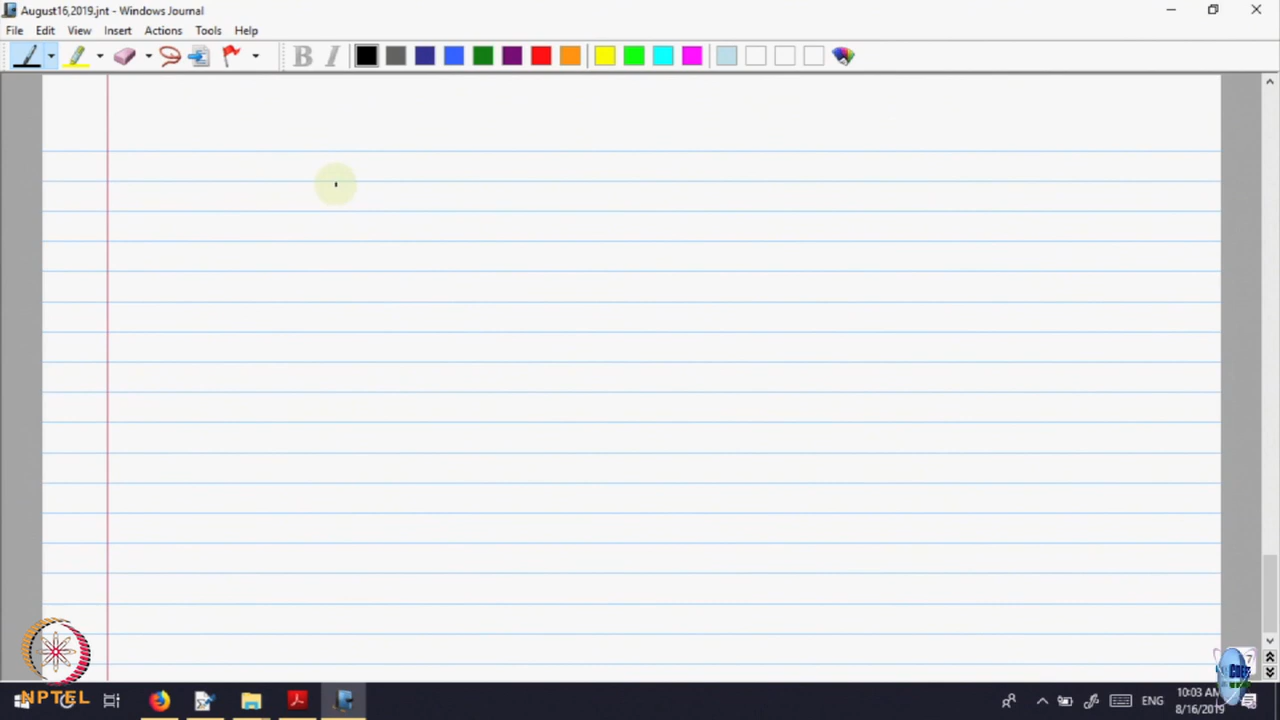 August16,2019.jnt - Windows Journal
File Edit View Insert Actions Tools Help
B I
7
NPTEL
ENG
10:03 AM
8/16/2019